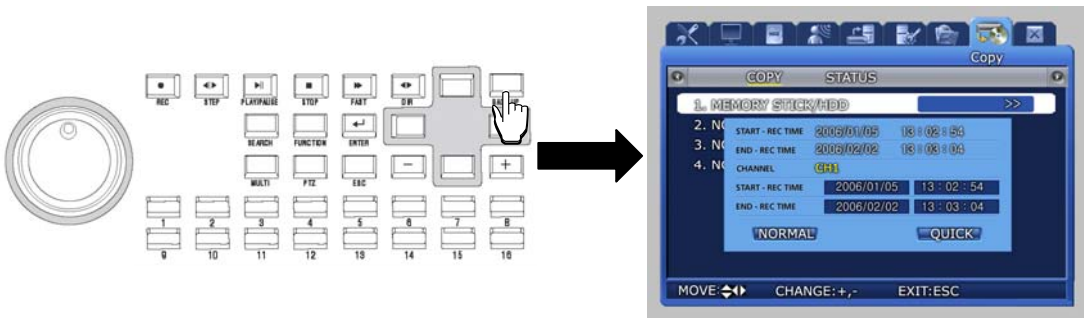 REC STEP PLAY/PAUSE STOP FAST DIR
SEARCH FUNCTION ENTER
MULTI PTZ ESC - +
1 2 3 4 5 6 7 8
9 10 11 12 13 14 15 16
Copy
COPY STATUS
1. MEMORY STICK/HDD >>
2. NO
3. NO
4. NO
START - REC TIME 2006/01/05 13 : 02 : 54
END - REC TIME 2006/02/02 13 : 03 : 04
CHANNEL CH1
START - REC TIME 2006/01/05 13 : 02 : 54
END - REC TIME 2006/02/02 13 : 03 : 04
NORMAL QUICK
MOVE: CHANGE:+,- EXIT:ESC